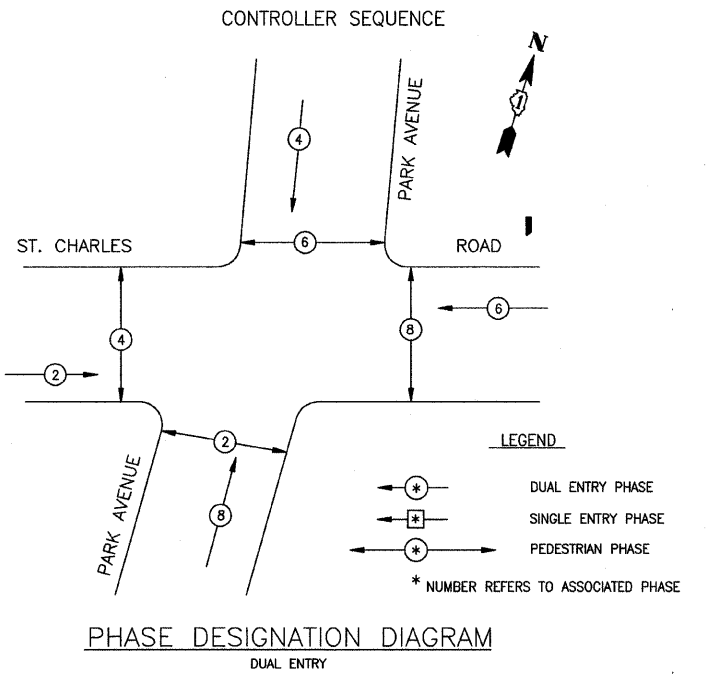 CONTROLLER SEQUENCE
N
1
4
PARK AVENUE
6
ST. CHARLES ROAD
6
8
4
2
2
8
PARK AVENUE
LEGEND
* DUAL ENTRY PHASE
* SINGLE ENTRY PHASE
* PEDESTRIAN PHASE
* NUMBER REFERS TO ASSOCIATED PHASE
PHASE DESIGNATION DIAGRAM
DUAL ENTRY